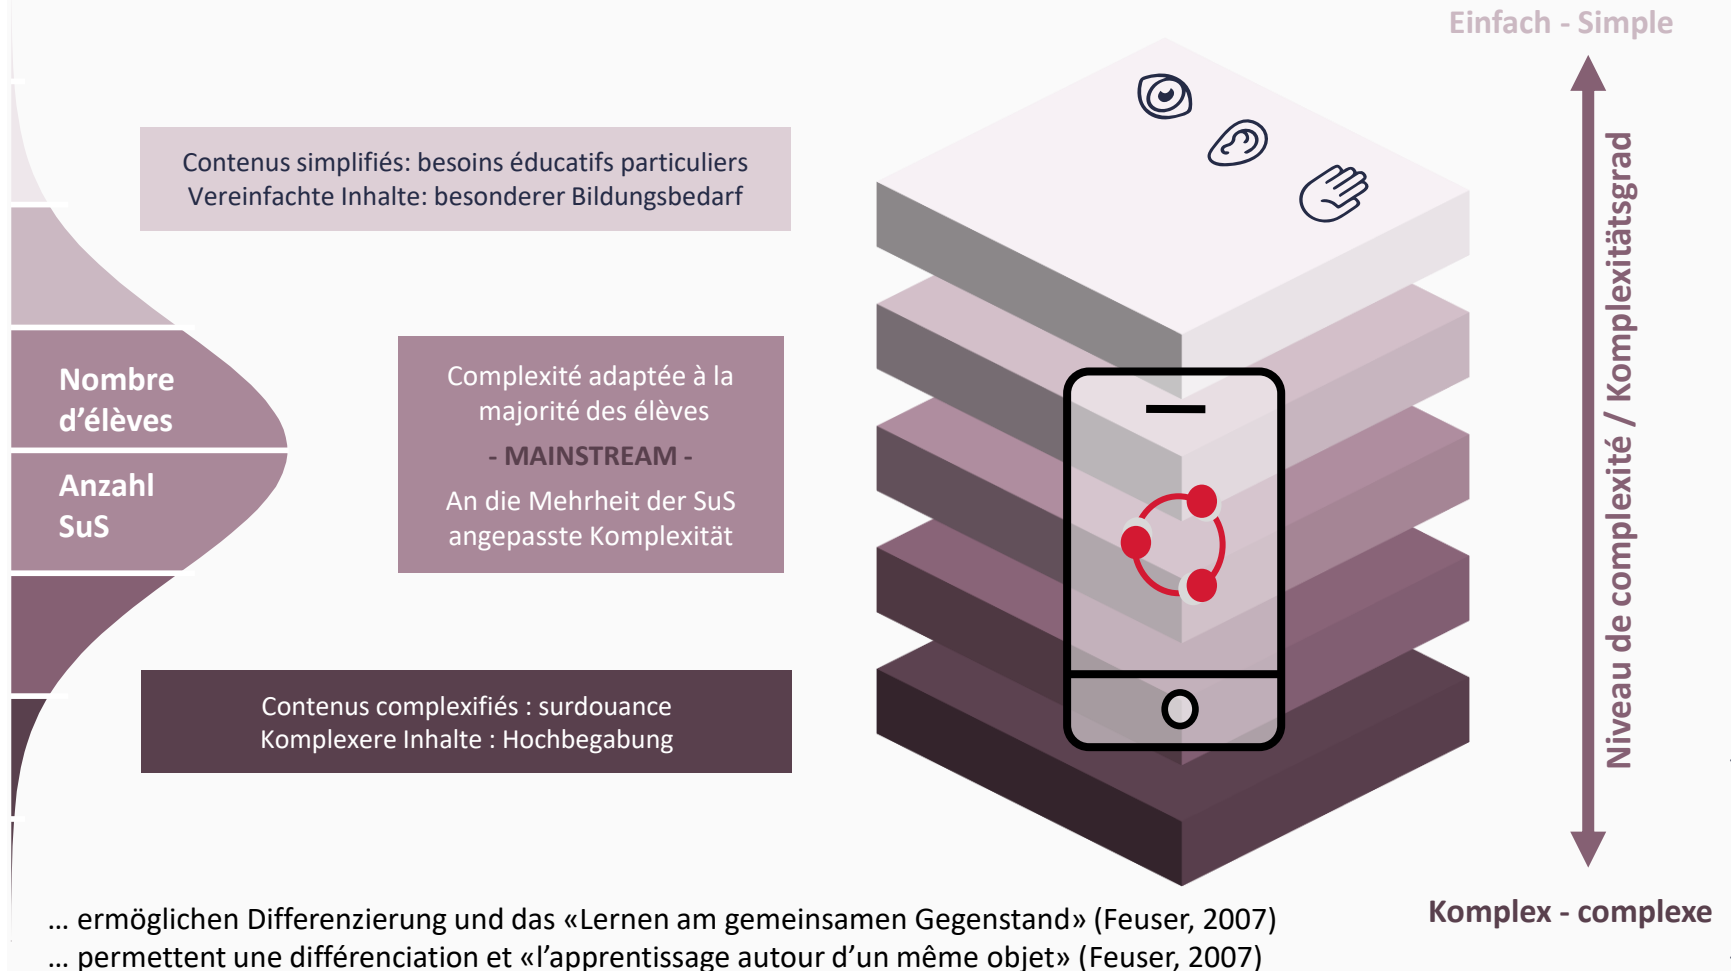 Einfach - Simple
Contenus simplifiés: besoins éducatifs particuliers
Vereinfachte Inhalte: besonderer Bildungsbedarf
Nombre
d’élèves
Anzahl
SuS
Complexité adaptée à la
majorité des élèves
- MAINSTREAM -
An die Mehrheit der SuS
angepasste Komplexität
Contenus complexifiés : surdouance
Komplexere Inhalte : Hochbegabung
Niveau de complexité / Komplexitätsgrad
Komplex - complexe
... ermöglichen Differenzierung und das «Lernen am gemeinsamen Gegenstand» (Feuser, 2007)
... permettent une différenciation et «l’apprentissage autour d’un même objet» (Feuser, 2007)